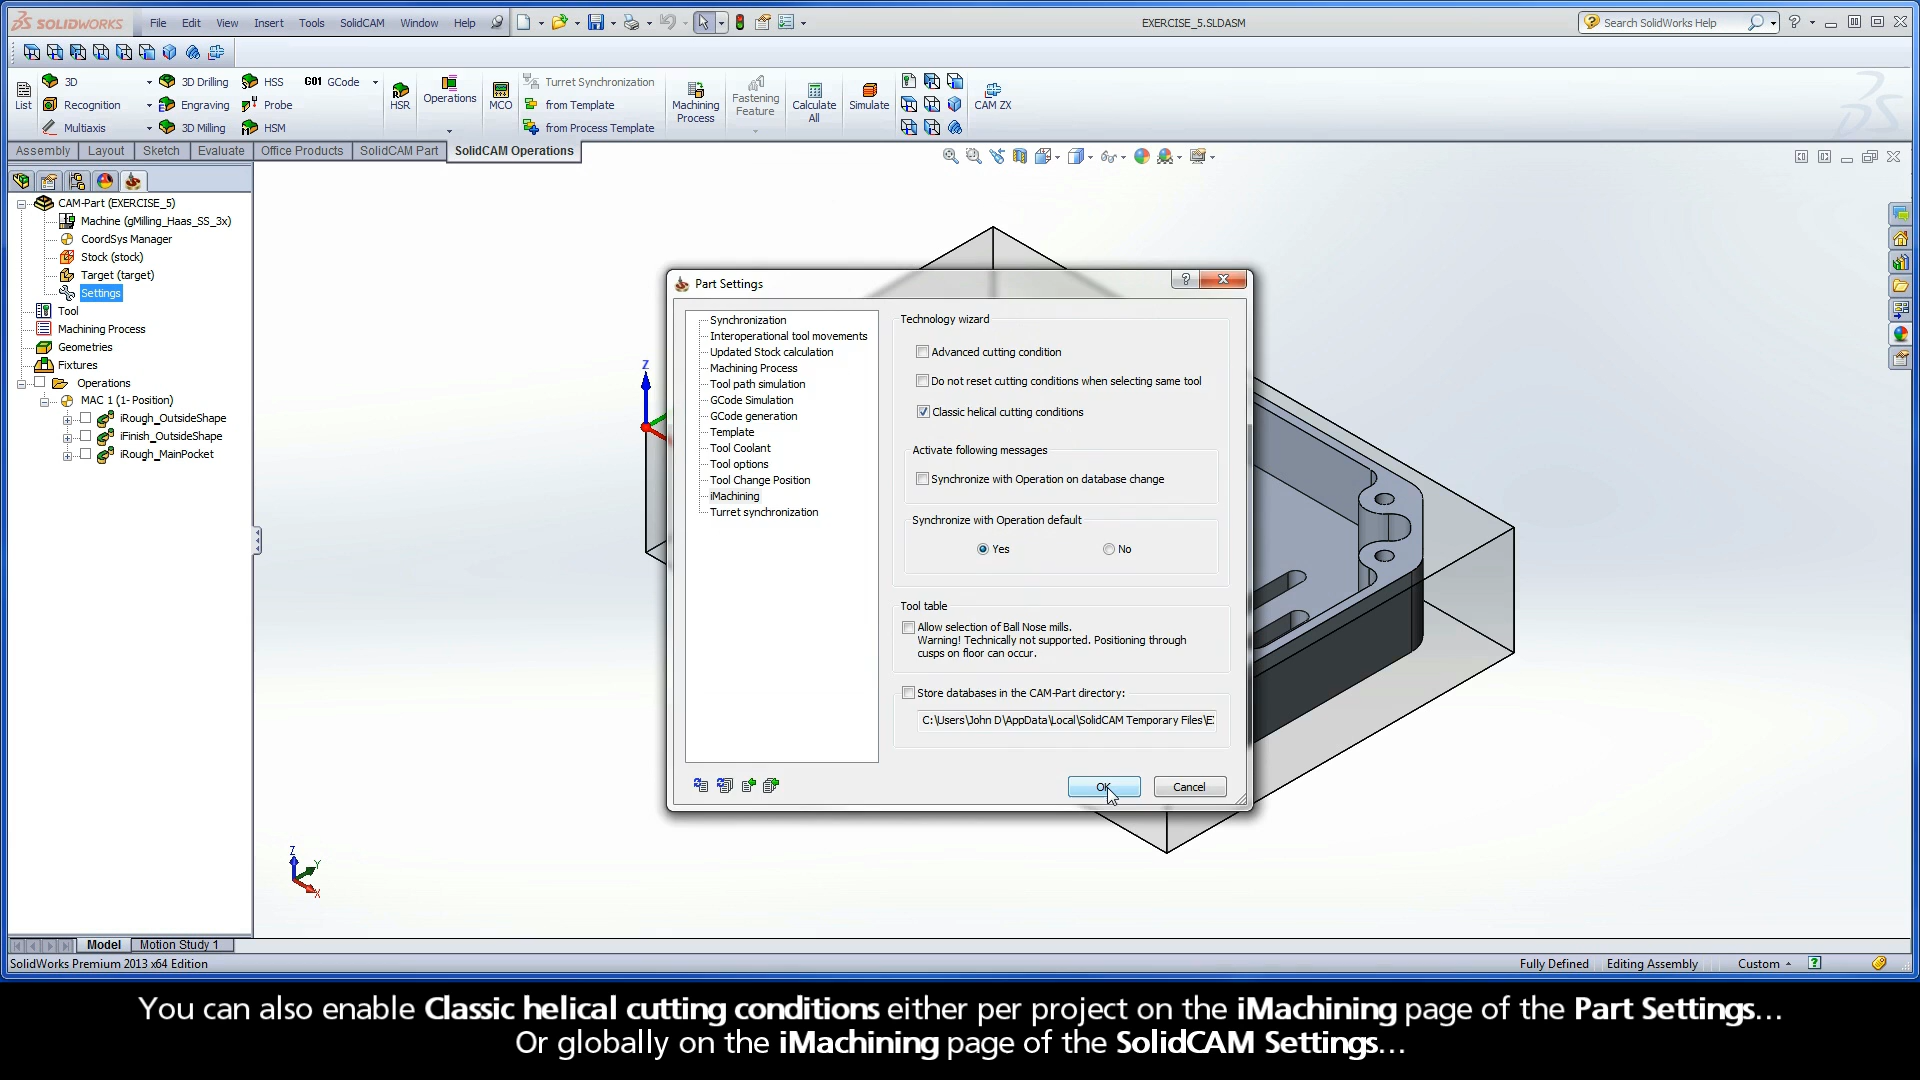 SOLIDWORKS
File Edit View Insert Tools SolidCAM Window Help
EXERCISE_5.SLDASM
Search SolidWorks Help
3D 3D Drilling HSS G01 GCode
Recognition Engraving Probe
Multiaxis 3D Milling HSM
List
HSR
Operations
MCO
Turret Synchronization
from Template
from Process Template
Machining
Process
Fastening
Feature
Calculate
All
Simulate
CAM ZX
Assembly Layout Sketch Evaluate Office Products SolidCAM Part SolidCAM Operations
CAM-Part (EXERCISE_5)
Machine (gMilling_Haas_SS_3x)
CoordSys Manager
Stock (stock)
Target (target)
Settings
Tool
Machining Process
Geometries
Fixtures
Operations
MAC 1 (1- Position)
iRough_OutsideShape
iFinish_OutsideShape
iRough_MainPocket
Z
Part Settings
Synchronization
Interoperational tool movements
Updated Stock calculation
Machining Process
Tool path simulation
GCode Simulation
GCode generation
Template
Tool Coolant
Tool options
Tool Change Position
iMachining
Turret synchronization
Technology wizard
Advanced cutting condition
Do not reset cutting conditions when selecting same tool
Classic helical cutting conditions
Activate following messages
Synchronize with Operation on database change
Synchronize with Operation default
Yes No
Tool table
Allow selection of Ball Nose mills.
Warning! Technically not supported. Positioning through
cusps on floor can occur.
Store databases in the CAM-Part directory:
C:\Users\John D\AppData\Local\SolidCAM Temporary Files\E
OK Cancel
Z
Y
X
Model Motion Study 1
SolidWorks Premium 2013 x64 Edition
Fully Defined Editing Assembly Custom
You can also enable Classic helical cutting conditions either per project on the iMachining page of the Part Settings...
Or globally on the iMachining page of the SolidCAM Settings...